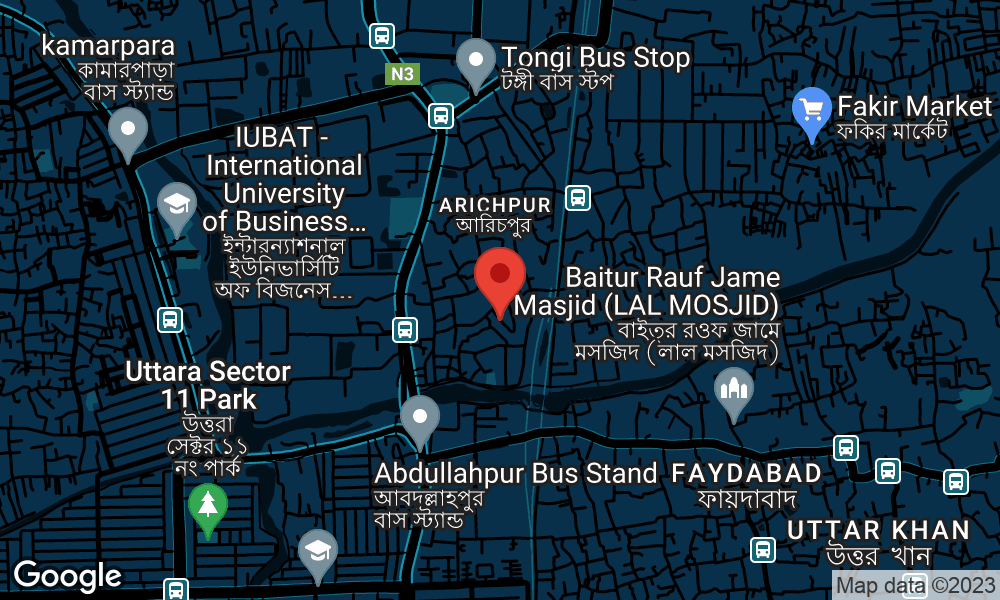 kamarpara
কামারপাড়া
বাস স্ট্যান্ড
N3
Tongi Bus Stop
টঙ্গী বাস স্টপ
Fakir Market
ফকির মার্কেট
IUBAT -
International
University
of Business...
ইন্টারন্যাশনাল
ইউনিভার্সিটি
অফ বিজনেস...
ARICHPUR
আরিচপুর
Baitur Rauf Jame
Masjid (LAL MOSJID)
বাইতুর রওফ জামে
মসজিদ (লাল মসজিদ)
Uttara Sector
11 Park
উত্তরা
সেক্টর ১১
নং পার্ক
Abdullahpur Bus Stand
আবদুল্লাহপুর
বাস স্ট্যান্ড
FAYDABAD
ফায়দাবাদ
UTTAR KHAN
উত্তর খান
Google
Map data ©2023